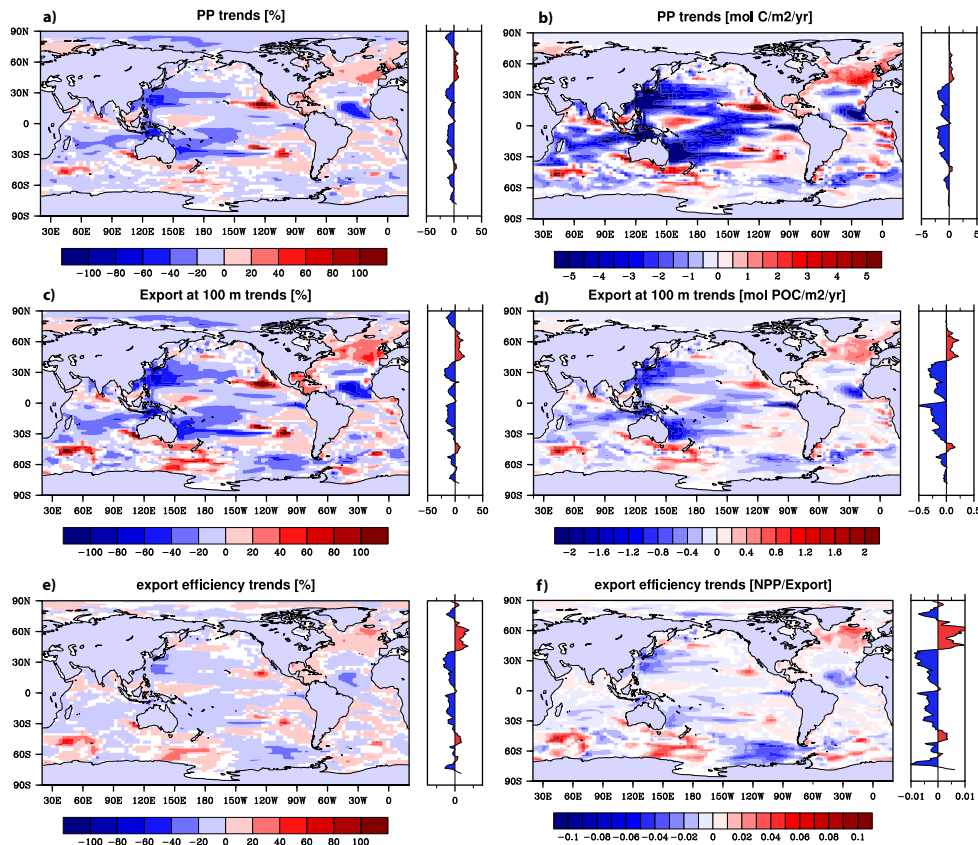 a) PP trends [%]
90N
60N
30N
0
30S
60S
90S
30E 60E 90E 120E 150E 180 150W 120W 90W 60W 30W 0
-50 0 50
-100 -80 -60 -40 -20 0 20 40 60 80 100
b) PP trends [mol C/m2/yr]
90N
60N
30N
0
30S
60S
90S
30E 60E 90E 120E 150E 180 150W 120W 90W 60W 30W 0
-5 0 5
-5 -4 -3 -2 -1 0 1 2 3 4 5
c) Export at 100 m trends [%]
90N
60N
30N
0
30S
60S
90S
30E 60E 90E 120E 150E 180 150W 120W 90W 60W 30W 0
-50 0 50
-100 -80 -60 -40 -20 0 20 40 60 80 100
d) Export at 100 m trends [mol POC/m2/yr]
90N
60N
30N
0
30S
60S
90S
30E 60E 90E 120E 150E 180 150W 120W 90W 60W 30W 0
-0.5 0.0 0.5
-2 -1.6 -1.2 -0.8 -0.4 0 0.4 0.8 1.2 1.6 2
e) export efficiency trends [%]
90N
60N
30N
0
30S
60S
90S
30E 60E 90E 120E 150E 180 150W 120W 90W 60W 30W 0
0
-100 -80 -60 -40 -20 0 20 40 60 80 100
f) export efficiency trends [NPP/Export]
90N
60N
30N
0
30S
60S
90S
30E 60E 90E 120E 150E 180 150W 120W 90W 60W 30W 0
-0.01 0 0.01
-0.1 -0.08 -0.06 -0.04 -0.02 0 0.02 0.04 0.06 0.08 0.1